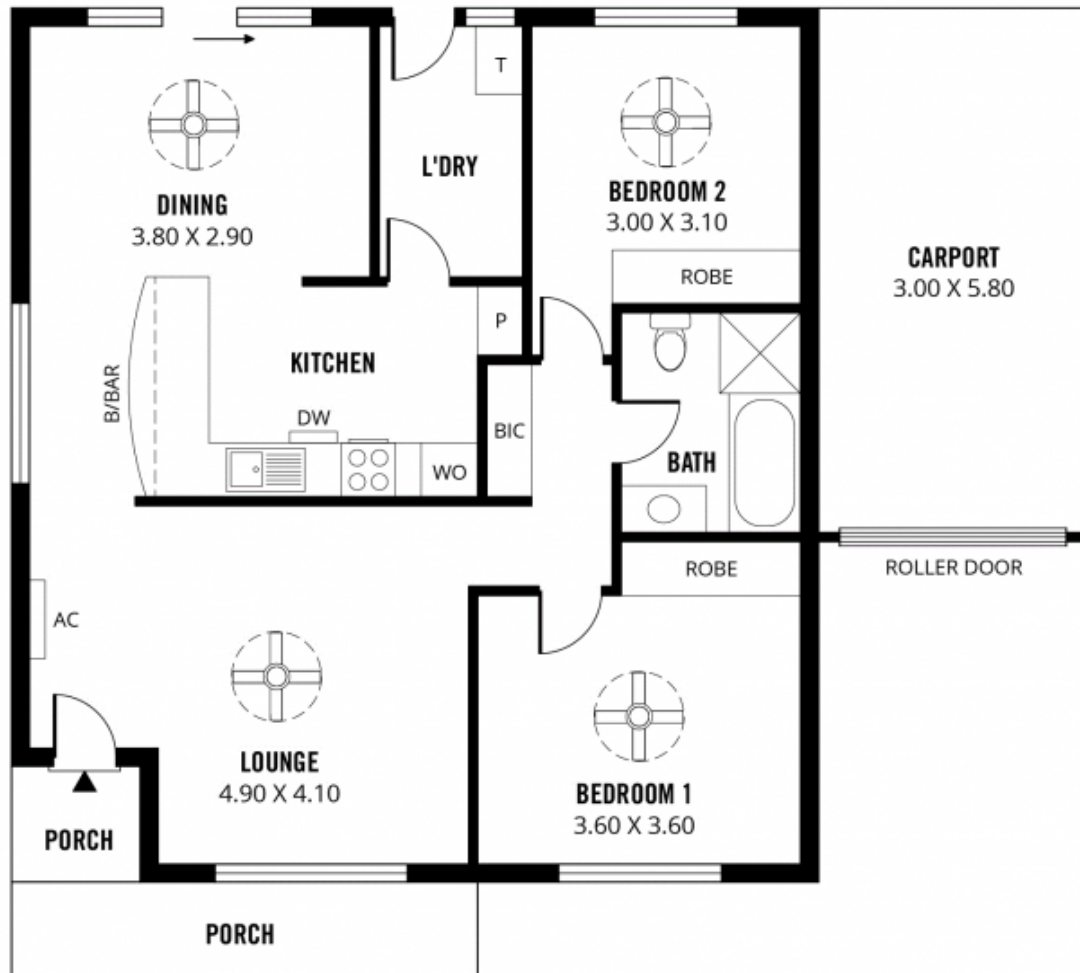 T
L'DRY
DINING
3.80 X 2.90
BEDROOM 2
3.00 X 3.10
ROBE
CARPORT
3.00 X 5.80
P
KITCHEN
B/BAR
DW
BIC
WO
BATH
ROBE
ROLLER DOOR
AC
LOUNGE
4.90 X 4.10
BEDROOM 1
3.60 X 3.60
PORCH
PORCH